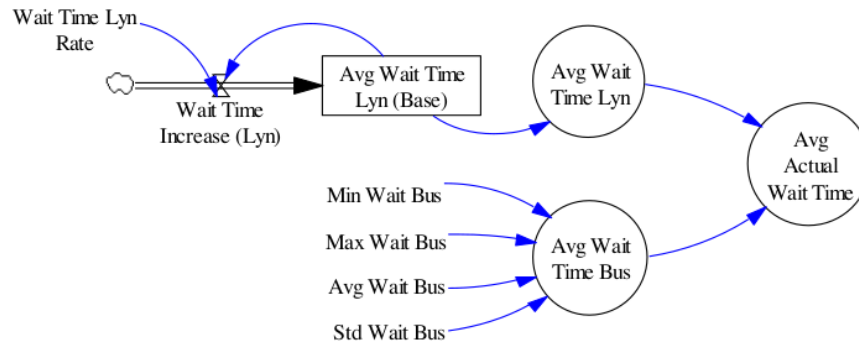 Wait Time Lyn
Rate
Wait Time
Increase (Lyn)
Avg Wait Time
Lyn (Base)
Avg Wait
Time Lyn
Avg
Actual
Wait Time
Min Wait Bus
Max Wait Bus
Avg Wait Bus
Std Wait Bus
Avg Wait
Time Bus